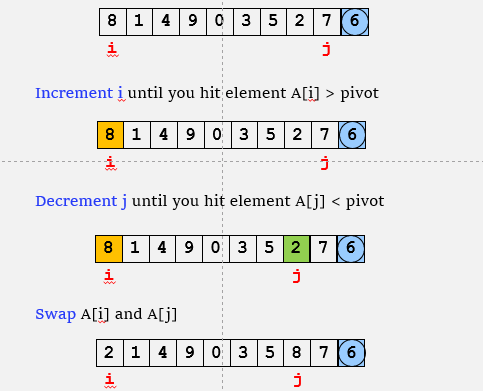 8 1 4 9 0 3 5 2 7 6
i j
Increment i until you hit element A[i] > pivot
8 1 4 9 0 3 5 2 7 6
i j
Decrement j until you hit element A[j] < pivot
8 1 4 9 0 3 5 2 7 6
i j
Swap A[i] and A[j]
2 1 4 9 0 3 5 8 7 6
i j